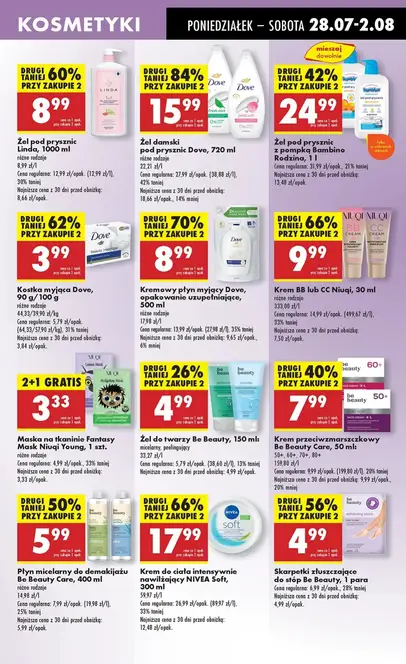 KOSMETYKI
PONIEDZIAŁEK – SOBOTA 28.07-2.08
DRUGI TANIEJ 60%
PRZY ZAKUPIE 2
8 99
Żel pod prysznic
Linda, 1000 ml
różne rodzaje
8,99 zł/l
Cena regularna: 12,99 zł/opak. (12,99 zł/l),
30% taniej
Najniższa cena z 30 dni przed obniżką:
8,66 zł/opak.
DRUGI TANIEJ 84%
PRZY ZAKUPIE 2
15 99
Żel damski
pod prysznic Dove, 720 ml
różne rodzaje
22,21 zł/l
Cena regularna: 27,99 zł/opak. (38,88 zł/l),
42% taniej
Najniższa cena z 30 dni przed obniżką:
18,66 zł/opak., 14% mniej
mieszaj
dowolnie
DRUGI TANIEJ 42%
PRZY ZAKUPIE 2
24 99
Żel pod prysznic
z pompką Bambino
Rodzina, 1 l
różne rodzaje
Cena regularna: 31,99 zł/opak., 21% taniej
Najniższa cena z 30 dni przed obniżką:
13,48 zł/opak.
DRUGI TANIEJ 62%
PRZY ZAKUPIE 2
3 99
Dove
Kostka myjąca Dove,
90 g/100 g
różne rodzaje
44,33/39,90 zł/kg
Cena regularna: 5,79 zł/opak.
(64,33/57,90 zł/kg), 31% taniej
Najniższa cena z 30 dni przed obniżką:
3,84 zł/opak.
DRUGI TANIEJ 70%
PRZY ZAKUPIE 2
8 99
Dove
Kremowy płyn myjący Dove,
opakowanie uzupełniające,
500 ml
różne rodzaje
17,98 zł/l
Cena regularna: 13,99 zł/opak. (27,98 zł/l), 35% taniej
Najniższa cena z 30 dni przed obniżką: 9,65 zł/opak.,
6% mniej
DRUGI TANIEJ 66%
PRZY ZAKUPIE 2
9 99
NIUQI
BB
NIUQI
CC
Krem BB lub CC Niuqi, 30 ml
różne rodzaje
333,00 zł/l
Cena regularna: 14,99 zł/opak. (499,67 zł/l),
33% taniej
Najniższa cena z 30 dni przed obniżką:
7,50 zł/opak.
2+1 GRATIS
3 33
Maska na tkaninie Fantasy
Mask Niuqi Young, 1 szt.
różne rodzaje
Cena regularna: 4,99 zł/opak., 33% taniej
Najniższa cena z 30 dni przed obniżką:
3,33 zł/opak.
DRUGI TANIEJ 26%
PRZY ZAKUPIE 2
4 99
Żel do twarzy Be Beauty, 150 ml
micelarny, peelingujący
33,27 zł/l
Cena regularna: 5,79 zł/opak. (38,60 zł/l), 13% taniej
Najniższa cena z 30 dni przed obniżką:
4,99 zł/opak.
DRUGI TANIEJ 40%
PRZY ZAKUPIE 2
7 99
be beauty
60+
be beauty
50+
Krem przeciwzmarszczkowy
Be Beauty Care, 50 ml
50+, 60+, 70+, 80+
159,80 zł/l
Cena regularna: 9,99 zł/opak. (199,80 zł/l), 20% taniej
Najniższa cena z 30 dni przed obniżką: 9,99 zł/opak.,
20% mniej
DRUGI TANIEJ 50%
PRZY ZAKUPIE 2
5 99
Płyn micelarny do demakijażu
Be Beauty Care, 400 ml
różne rodzaje
14,98 zł/l
Cena regularna: 7,99 zł/opak. (19,98 zł/l),
25% taniej
Najniższa cena z 30 dni przed obniżką:
5,99 zł/opak.
DRUGI TANIEJ 66%
PRZY ZAKUPIE 2
17 99
NIVEA
soft
Krem do ciała intensywnie
nawilżający NIVEA Soft,
300 ml
59,97 zł/l
Cena regularna: 26,99 zł/opak. (89,97 zł/l),
33% taniej
Najniższa cena z 30 dni przed obniżką:
12,48 zł/opak.
DRUGI TANIEJ 56%
PRZY ZAKUPIE 2
4 99
be beauty
Skarpetki złuszczające
do stóp Be Beauty, 1 para
Cena regularna: 6,99 zł/opak., 28% taniej
Najniższa cena z 30 dni przed obniżką:
4,99 zł/opak.